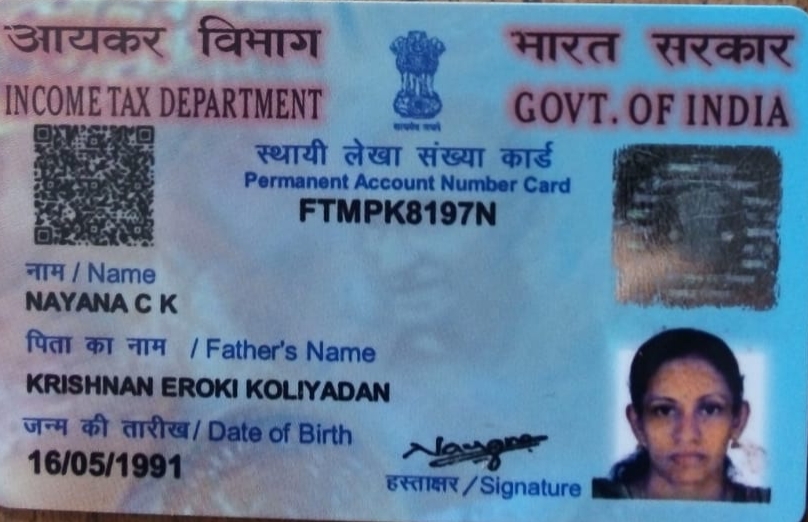 आयकर विभाग
INCOME TAX DEPARTMENT
भारत सरकार
GOVT. OF INDIA
सत्यमेव जयते
स्थायी लेखा संख्या कार्ड
Permanent Account Number Card
FTMPK8197N
नाम / Name
NAYANA C K
पिता का नाम / Father's Name
KRISHNAN EROKI KOLIYADAN
जन्म की तारीख / Date of Birth
16/05/1991
Nayana
हस्ताक्षर / Signature